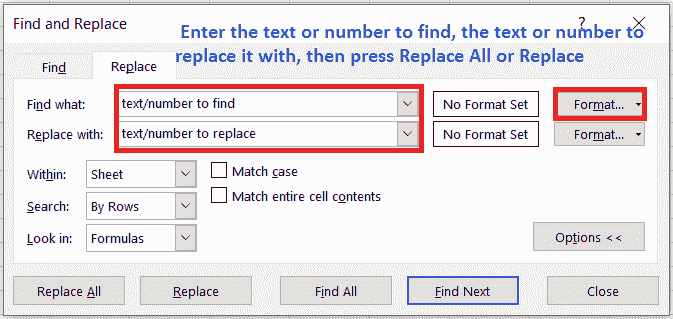 Find and Replace
Enter the text or number to find, the text or number to
replace it with, then press Replace All or Replace
? ×
Find Replace
Find what: text/number to find No Format Set Format...
Replace with: text/number to replace No Format Set Format...
Within: Sheet Match case
Search: By Rows Match entire cell contents
Look in: Formulas Options <<
Replace All Replace Find All Find Next Close